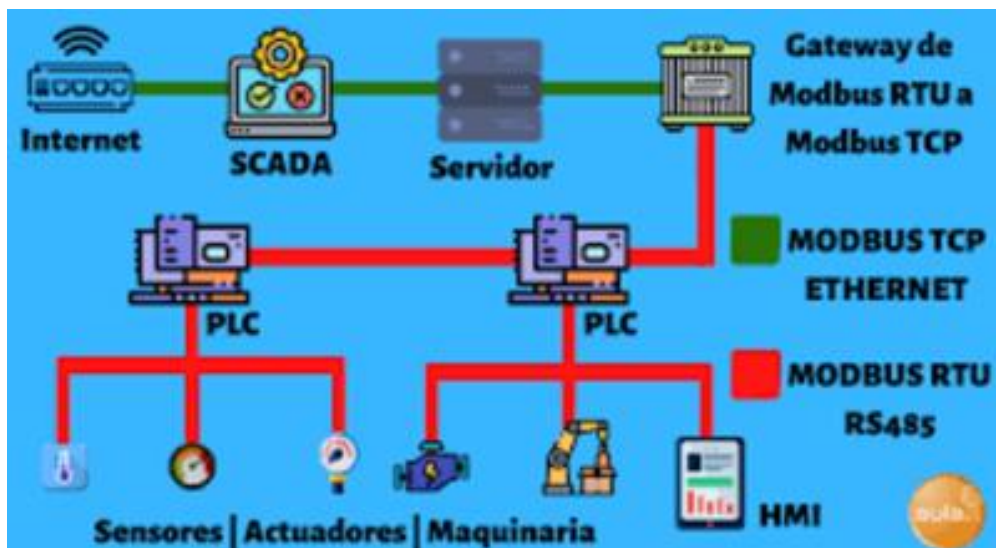 Gateway de
Modbus RTU a
Modbus TCP
Internet
SCADA
Servidor
MODBUS TCP
ETHERNET
PLC
PLC
MODBUS RTU
RS485
HMI
Sensores | Actuadores | Maquinaria
aula.